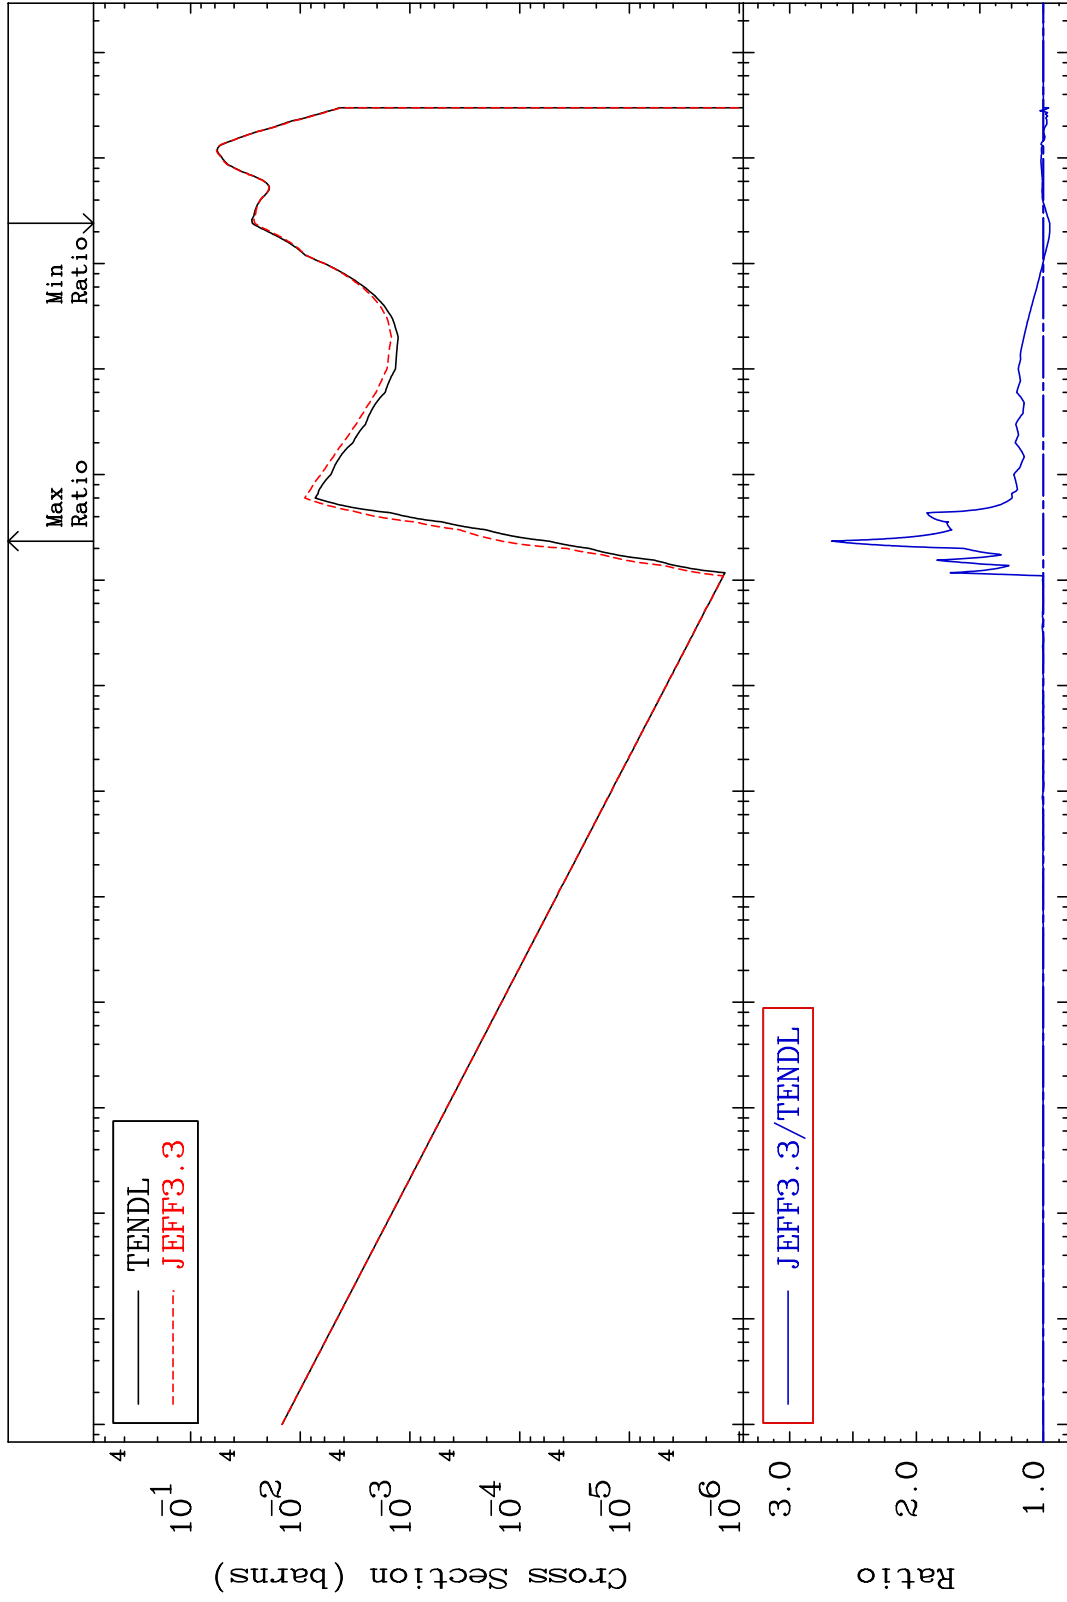 Max
Ratio
Min
Ratio
TENDL
JEFF3.3
4
10-1
4
10-2
4
10-3
4
10-4
4
10-5
4
10-6
Cross Section (barns)
JEFF3.3/TENDL
3.0
2.0
1.0
Ratio